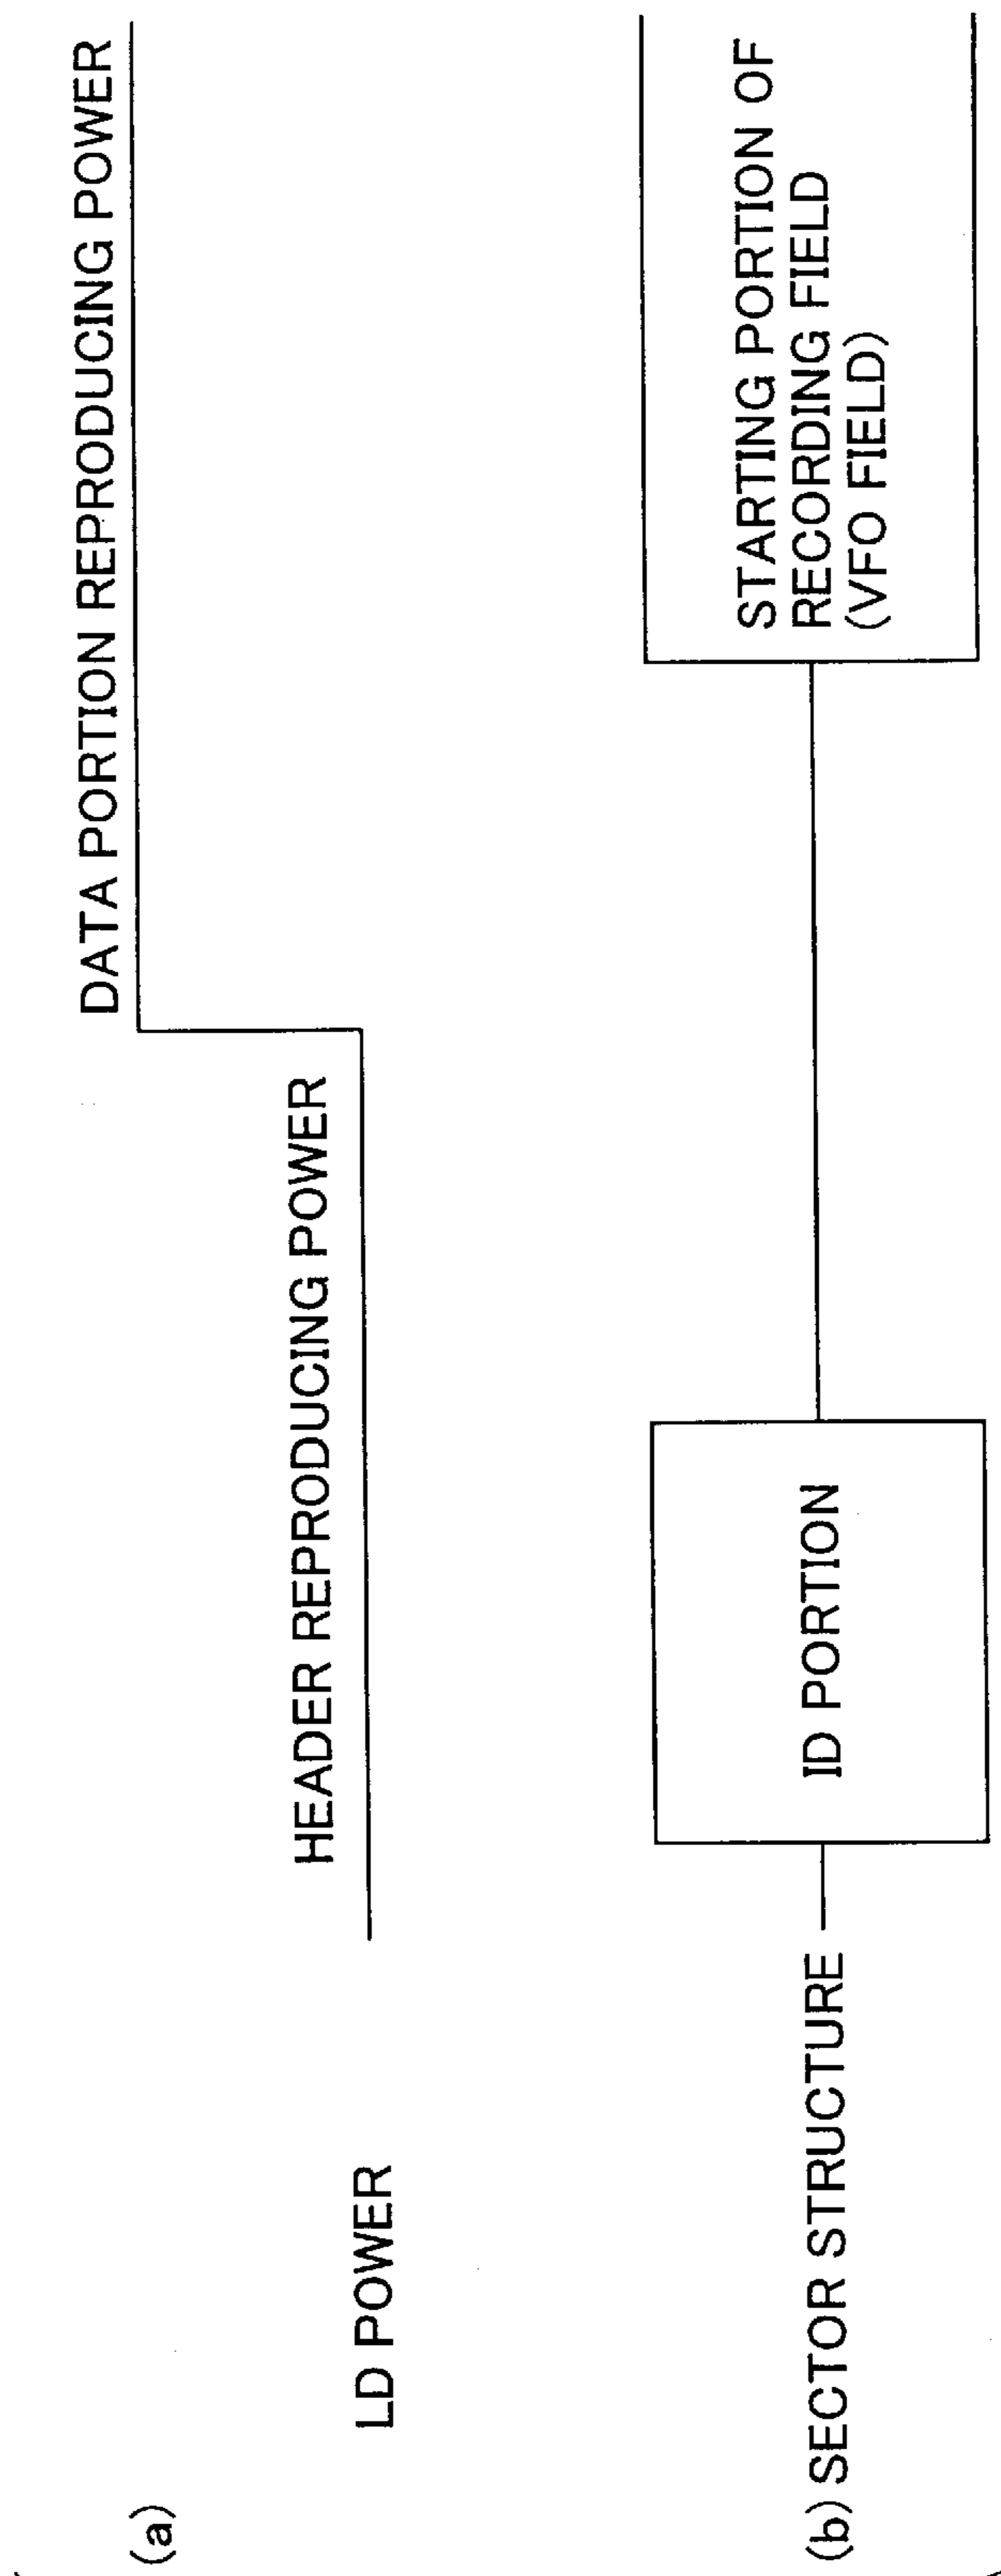 (a)
DATA PORTION REPRODUCING POWER
HEADER REPRODUCING POWER
LD POWER
(b) SECTOR STRUCTURE
ID PORTION
STARTING PORTION OF
RECORDING FIELD
(VFO FIELD)